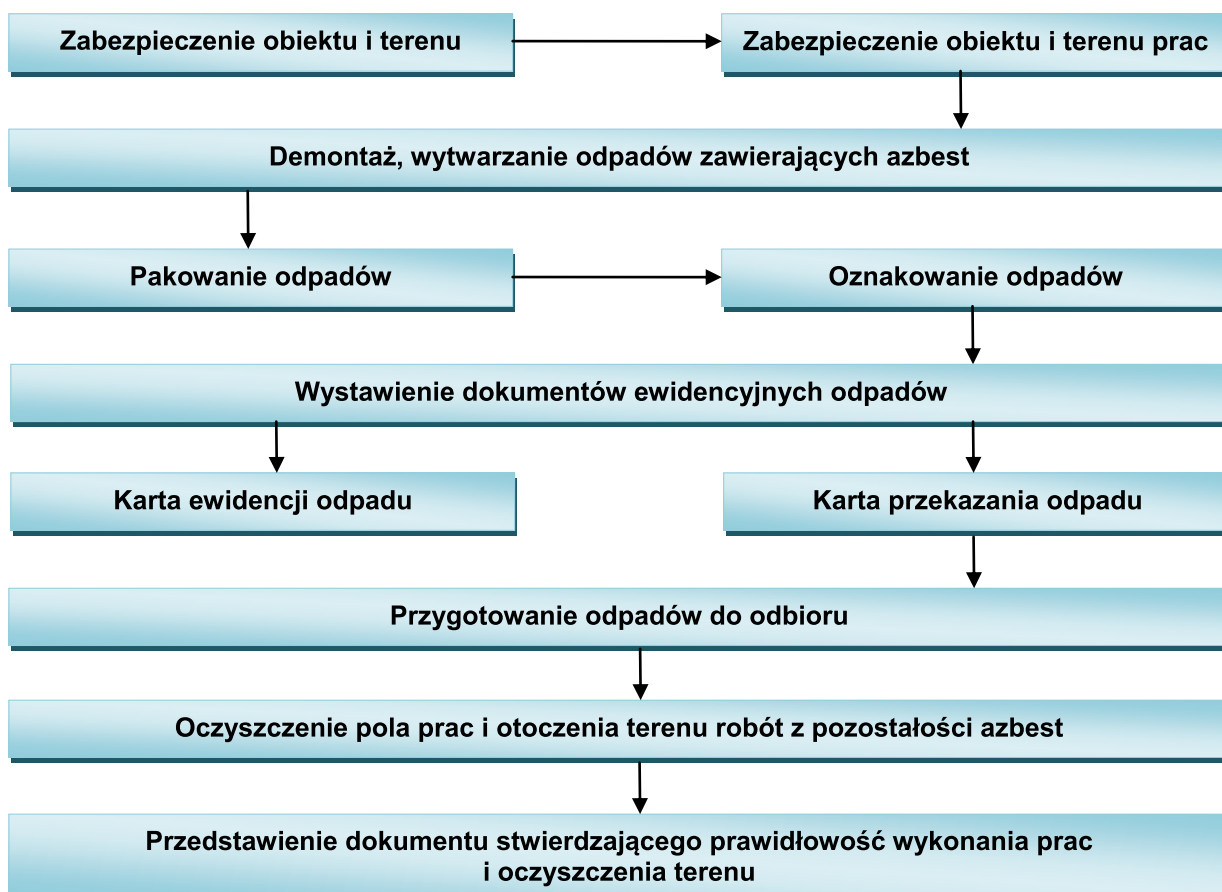 Zabezpieczenie obiektu i terenu
Zabezpieczenie obiektu i terenu prac
Demontaż, wytwarzanie odpadów zawierających azbest
Pakowanie odpadów
Oznakowanie odpadów
Wystawienie dokumentów ewidencyjnych odpadów
Karta ewidencji odpadu
Karta przekazania odpadu
Przygotowanie odpadów do odbioru
Oczyszczenie pola prac i otoczenia terenu robót z pozostałości azbest
Przedstawienie dokumentu stwierdzającego prawidłowość wykonania prac
i oczyszczenia terenu